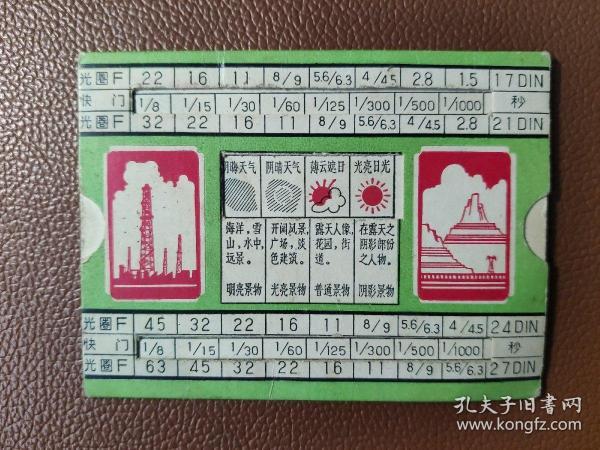 光圈F 22 16 11 8/9 5.6/6.3 4/4.5 2.8 1.5 17DIN
快门 1/8 1/15 1/30 1/60 1/125 1/300 1/500 1/1000 秒
光圈F 32 22 16 11 8/9 5.6/6.3 4/4.5 2.8 21DIN
阴晦天气 阴暗天气 薄云遮日 光亮日光
海洋，雪山，水中，远景。
明亮景物
开阔风景，广场，淡色建筑。
光亮景物
露天人像，花园，街道。
普通景物
在露天之阴影部份之人物。
阴影景物
光圈F 45 32 22 16 11 8/9 5.6/6.3 4/4.5 24DIN
快门 1/8 1/15 1/30 1/60 1/125 1/300 1/500 1/1000 秒
光圈F 63 45 32 22 16 11 8/9 5.6/6.3 27DIN
孔夫子旧书网
www.kongfz.com